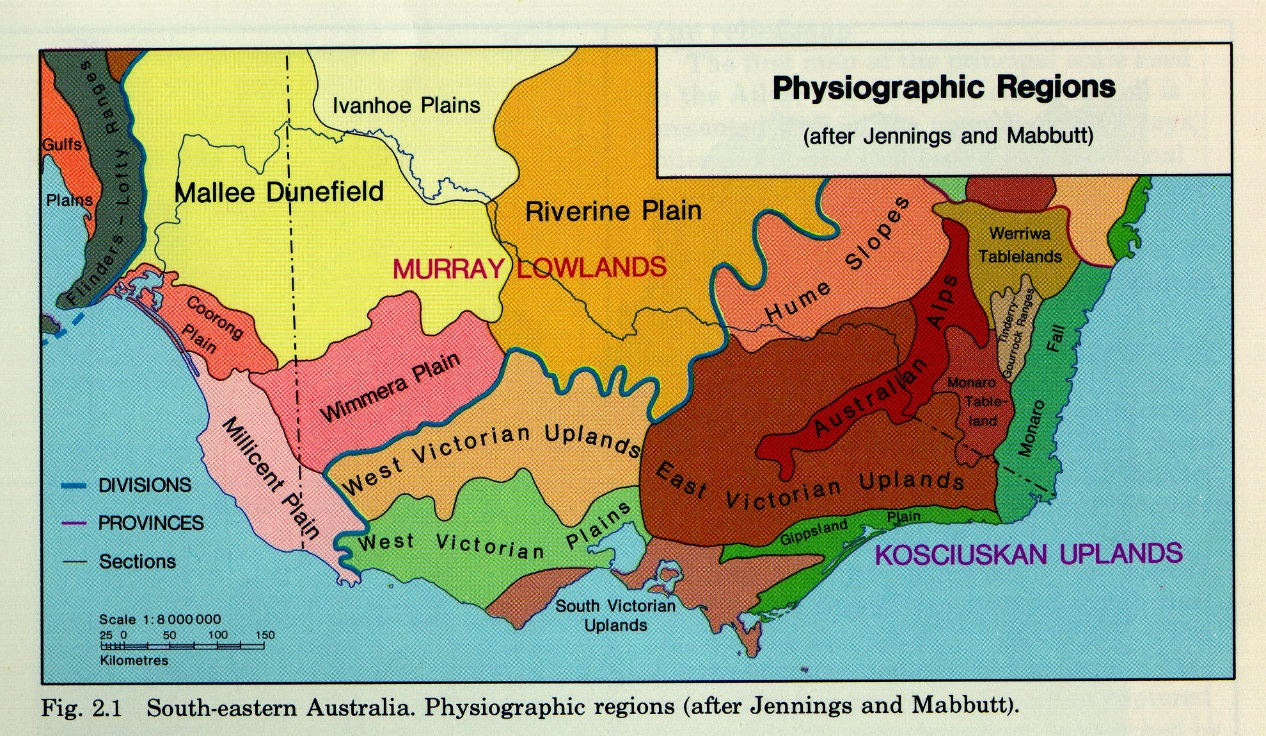 Physiographic Regions
(after Jennings and Mabbutt)
Ivanhoe Plains
Gulfs
Plains
Flinders – Lofty Ranges
Mallee Dunefield
Riverine Plain
MURRAY LOWLANDS
Hume Slopes
Werriwa
Tablelands
Tinderry–
Gourrock Ranges
Australian Alps
Monaro
Table-
land
Monaro Fall
Coorong
Plain
Wimmera Plain
Millicent Plain
West Victorian Uplands
East Victorian Uplands
West Victorian Plains
Gippsland Plain
South Victorian
Uplands
KOSCIUSKAN UPLANDS
DIVISIONS
PROVINCES
Sections
Scale 1:8 000 000
25 0 50 100 150
Kilometres
Fig. 2.1 South-eastern Australia. Physiographic regions (after Jennings and Mabbutt).